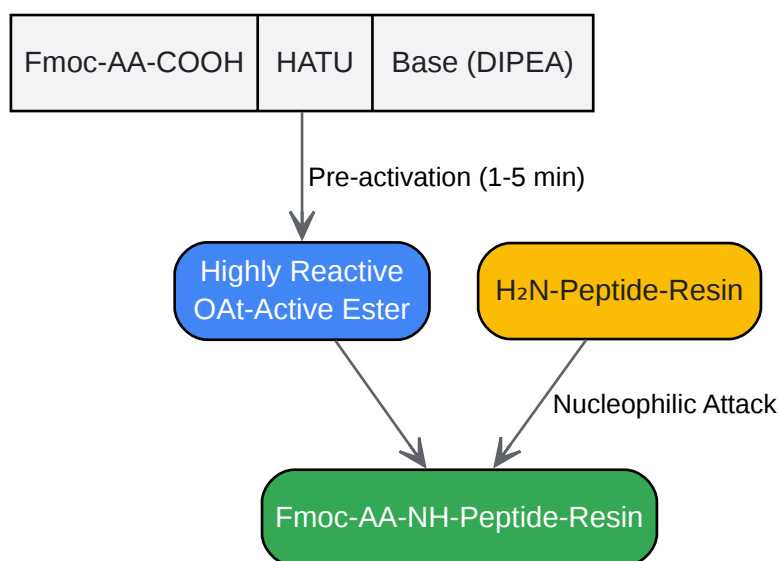 Fmoc-AA-COOH HATU Base (DIPEA)
Pre-activation (1-5 min)
Highly Reactive
OAt-Active Ester
H₂N-Peptide-Resin
Nucleophilic Attack
Fmoc-AA-NH-Peptide-Resin